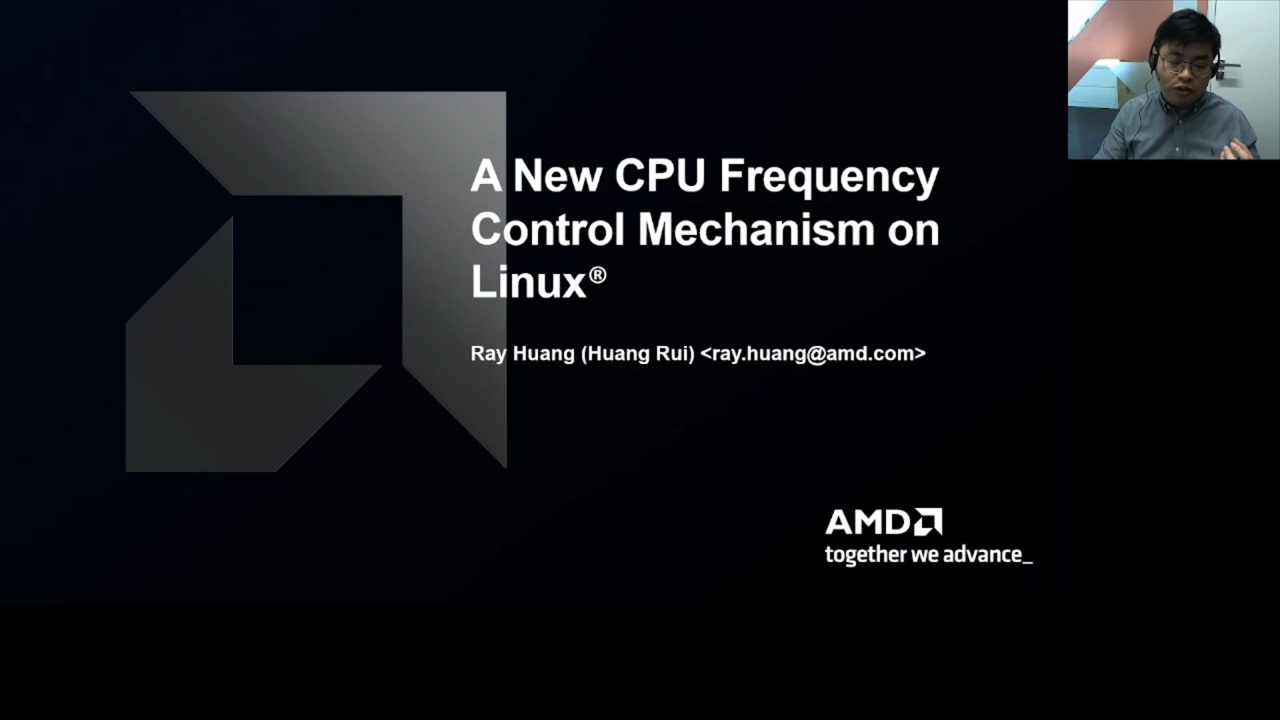 A New CPU Frequency
Control Mechanism on
Linux®
Ray Huang (Huang Rui) <ray.huang@amd.com>
AMD
together we advance_